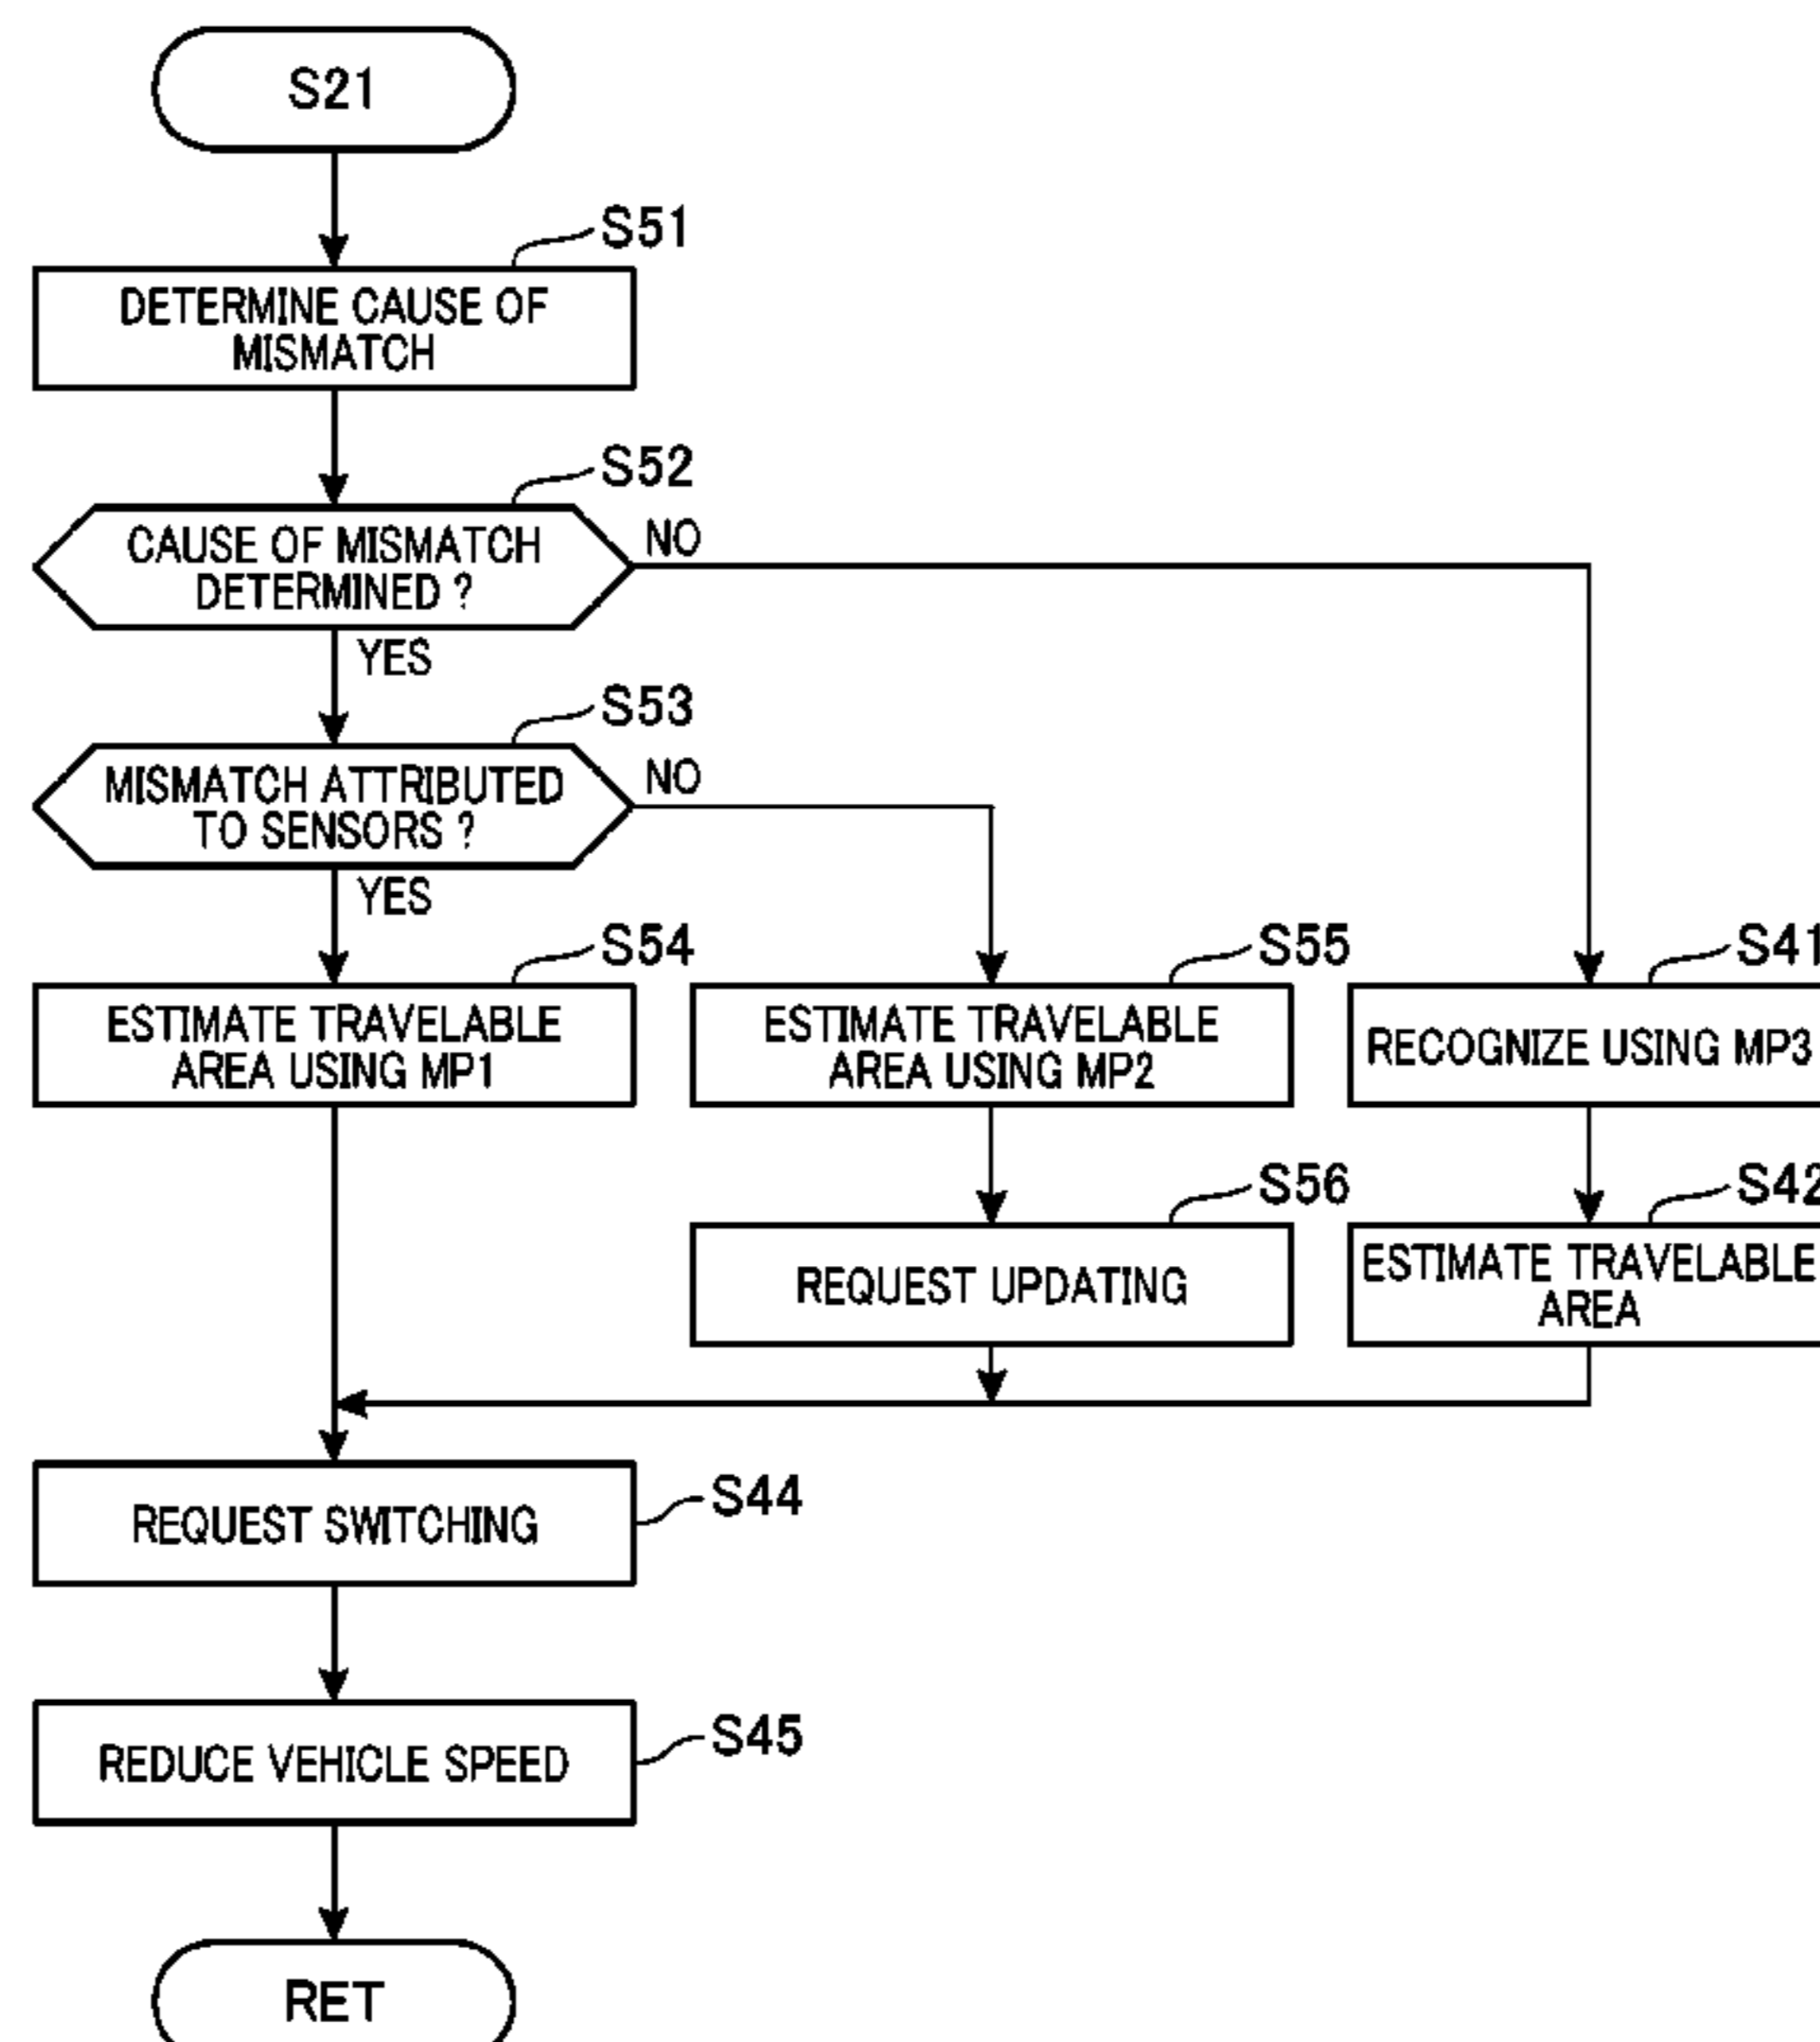 S21
S51
DETERMINE CAUSE OF
MISMATCH
S52
CAUSE OF MISMATCH
DETERMINED ?
NO
YES
S53
MISMATCH ATTRIBUTED
TO SENSORS ?
NO
YES
S54
ESTIMATE TRAVELABLE
AREA USING MP1
S55
ESTIMATE TRAVELABLE
AREA USING MP2
S41
RECOGNIZE USING MP3
S56
REQUEST UPDATING
S42
ESTIMATE TRAVELABLE
AREA
S44
REQUEST SWITCHING
S45
REDUCE VEHICLE SPEED
RET